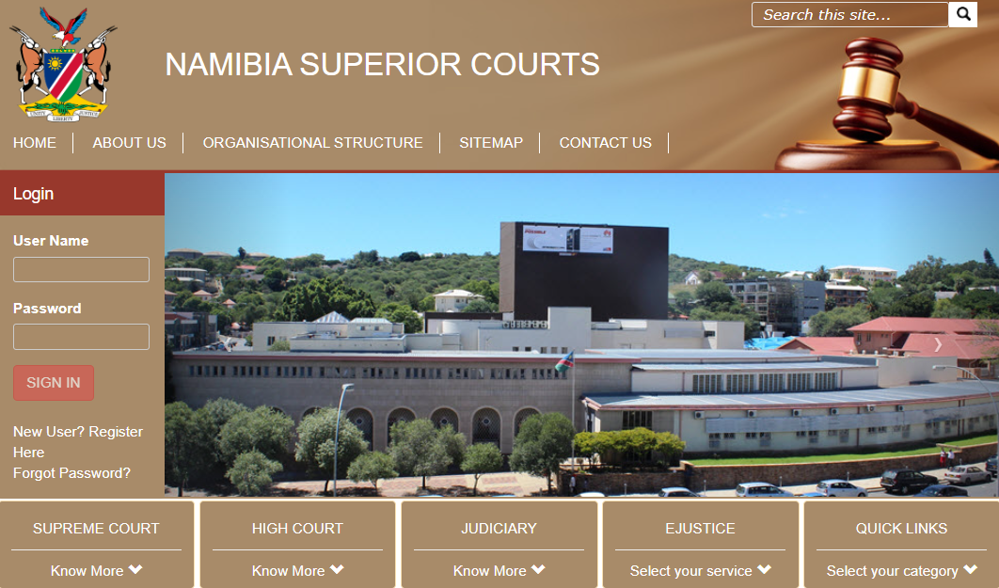 Search this site...
NAMIBIA SUPERIOR COURTS
UNITY LIBERTY JUSTICE
HOME
ABOUT US
ORGANISATIONAL STRUCTURE
SITEMAP
CONTACT US
Login
User Name
Password
SIGN IN
New User? Register
Here
Forgot Password?
SUPREME COURT
Know More
HIGH COURT
Know More
JUDICIARY
Know More
EJUSTICE
Select your service
QUICK LINKS
Select your category